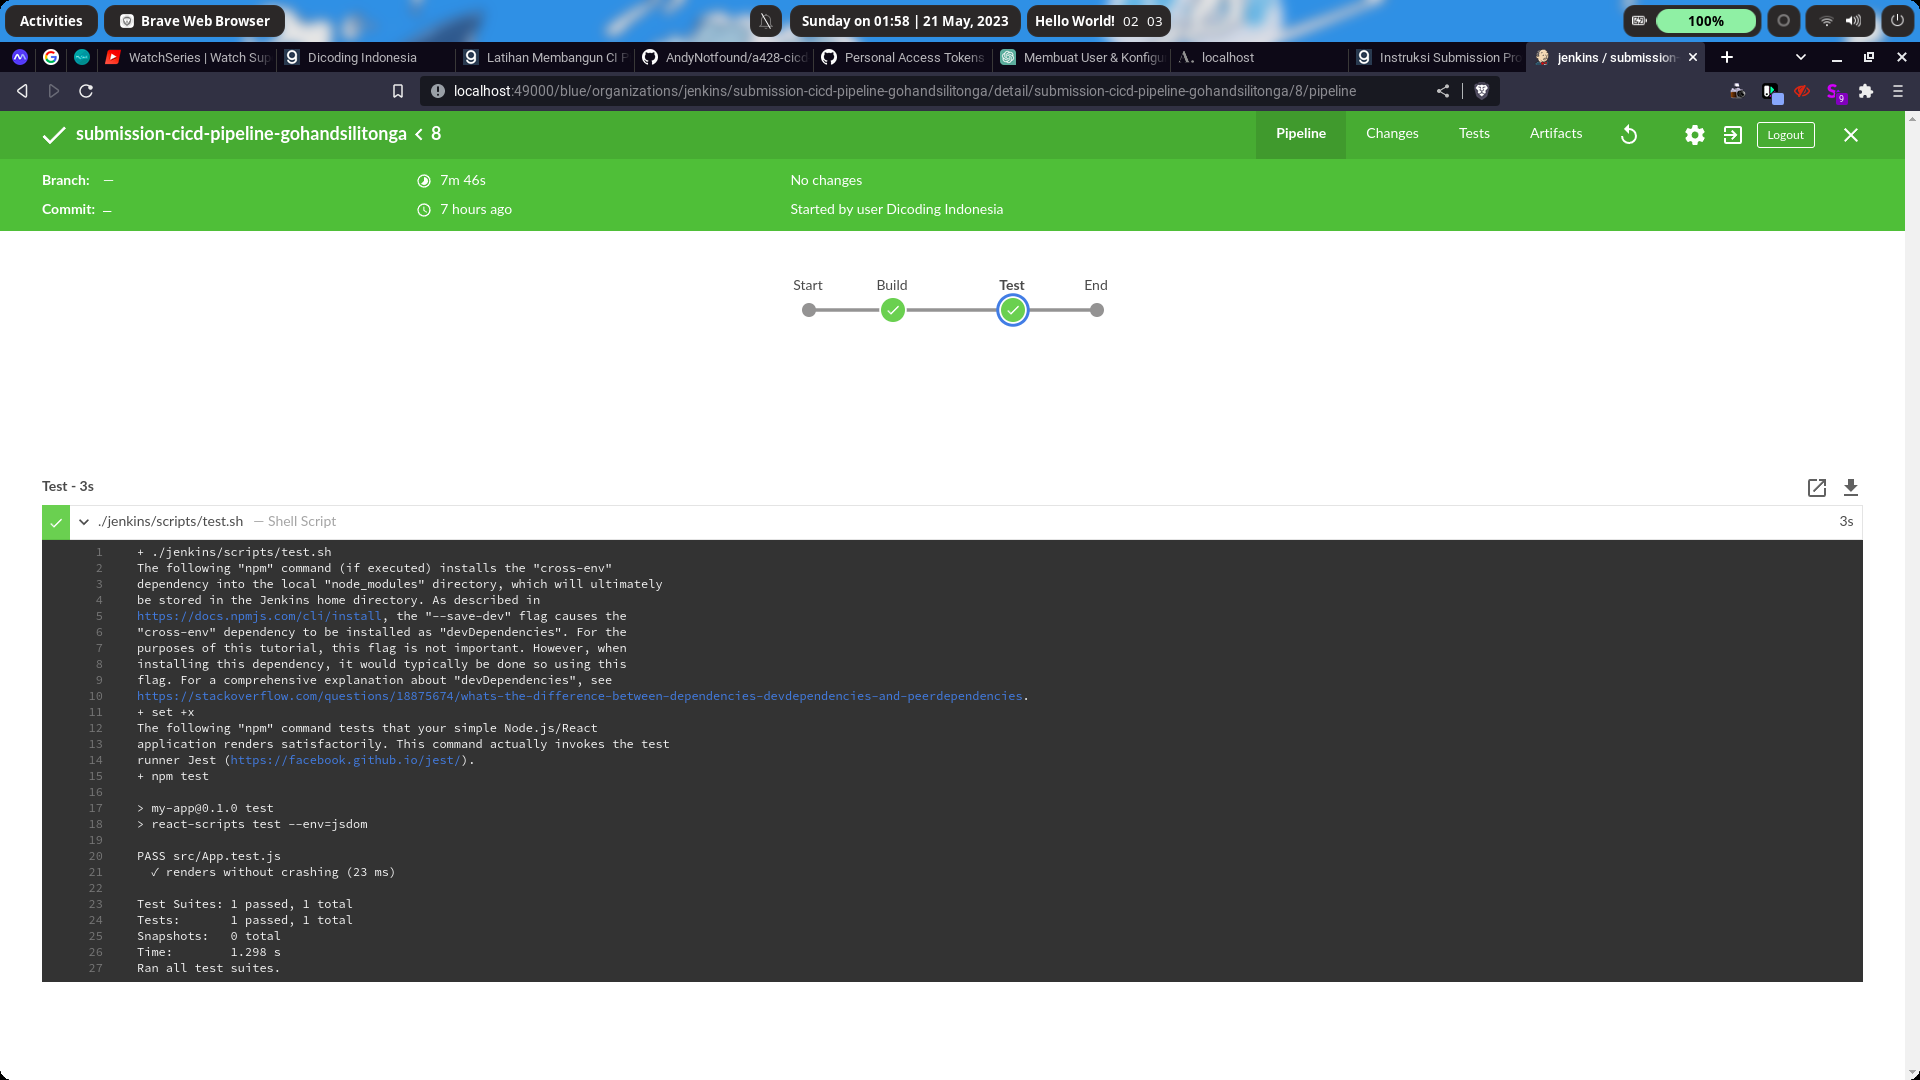 Activities
Brave Web Browser
Sunday on 01:58 | 21 May, 2023
Hello World! 02 03
100%
WatchSeries | Watch Sup
Dicoding Indonesia
Latihan Membangun CI P
AndyNotfound/a428-cicd
Personal Access Tokens
Membuat User & Konfigu
localhost
Instruksi Submission Pro
jenkins / submission-
localhost:49000/blue/organizations/jenkins/submission-cicd-pipeline-gohandsilitonga/detail/submission-cicd-pipeline-gohandsilitonga/8/pipeline
9
submission-cicd-pipeline-gohandsilitonga < 8
Pipeline
Changes
Tests
Artifacts
Logout
Branch: —
7m 46s
No changes
Commit: —
7 hours ago
Started by user Dicoding Indonesia
Start
Build
Test
End
Test - 3s
./jenkins/scripts/test.sh — Shell Script
3s
1 + ./jenkins/scripts/test.sh
2 The following "npm" command (if executed) installs the "cross-env"
3 dependency into the local "node_modules" directory, which will ultimately
4 be stored in the Jenkins home directory. As described in
5 https://docs.npmjs.com/cli/install, the "--save-dev" flag causes the
6 "cross-env" dependency to be installed as "devDependencies". For the
7 purposes of this tutorial, this flag is not important. However, when
8 installing this dependency, it would typically be done so using this
9 flag. For a comprehensive explanation about "devDependencies", see
10 https://stackoverflow.com/questions/18875674/whats-the-difference-between-dependencies-devdependencies-and-peerdependencies.
11 + set +x
12 The following "npm" command tests that your simple Node.js/React
13 application renders satisfactorily. This command actually invokes the test
14 runner Jest (https://facebook.github.io/jest/).
15 + npm test
16
17 > my-app@0.1.0 test
18 > react-scripts test --env=jsdom
19
20 PASS src/App.test.js
21 ✓ renders without crashing (23 ms)
22
23 Test Suites: 1 passed, 1 total
24 Tests: 1 passed, 1 total
25 Snapshots: 0 total
26 Time: 1.298 s
27 Ran all test suites.